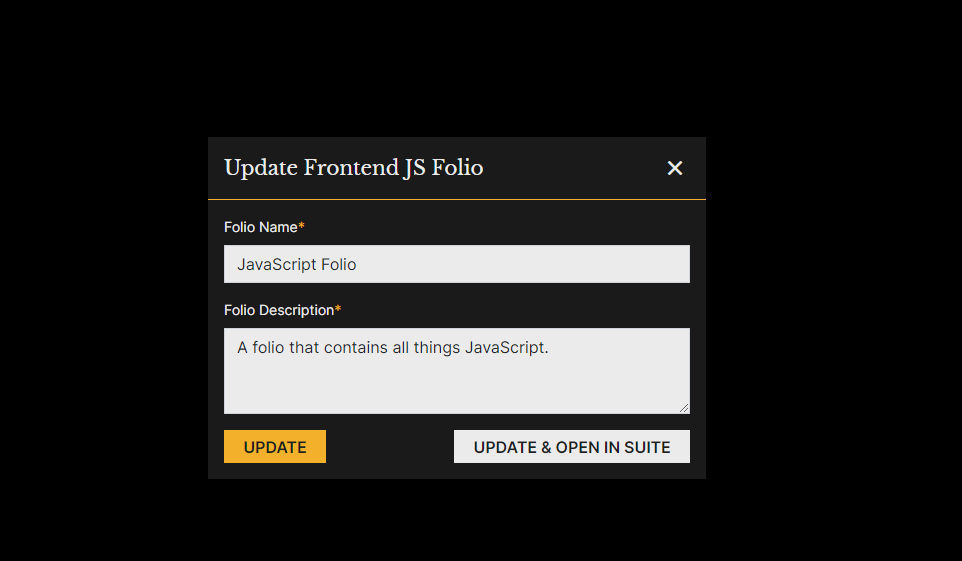 Update Frontend JS Folio ✕
Folio Name*
JavaScript Folio
Folio Description*
A folio that contains all things JavaScript.
UPDATE
UPDATE & OPEN IN SUITE